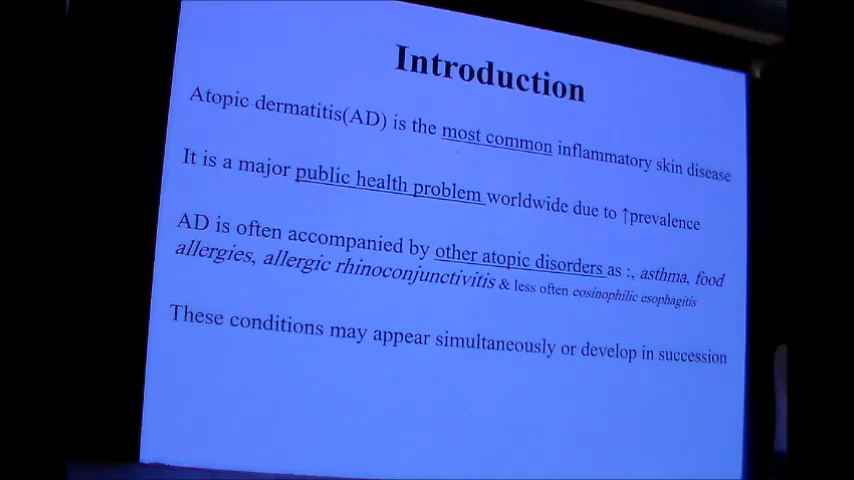 Introduction
Atopic dermatitis(AD) is the most common inflammatory skin disease
It is a major public health problem worldwide due to ↑prevalence
AD is often accompanied by other atopic disorders as :, asthma, food
allergies, allergic rhinoconjunctivitis & less often eosinophilic esophagitis
These conditions may appear simultaneously or develop in succession